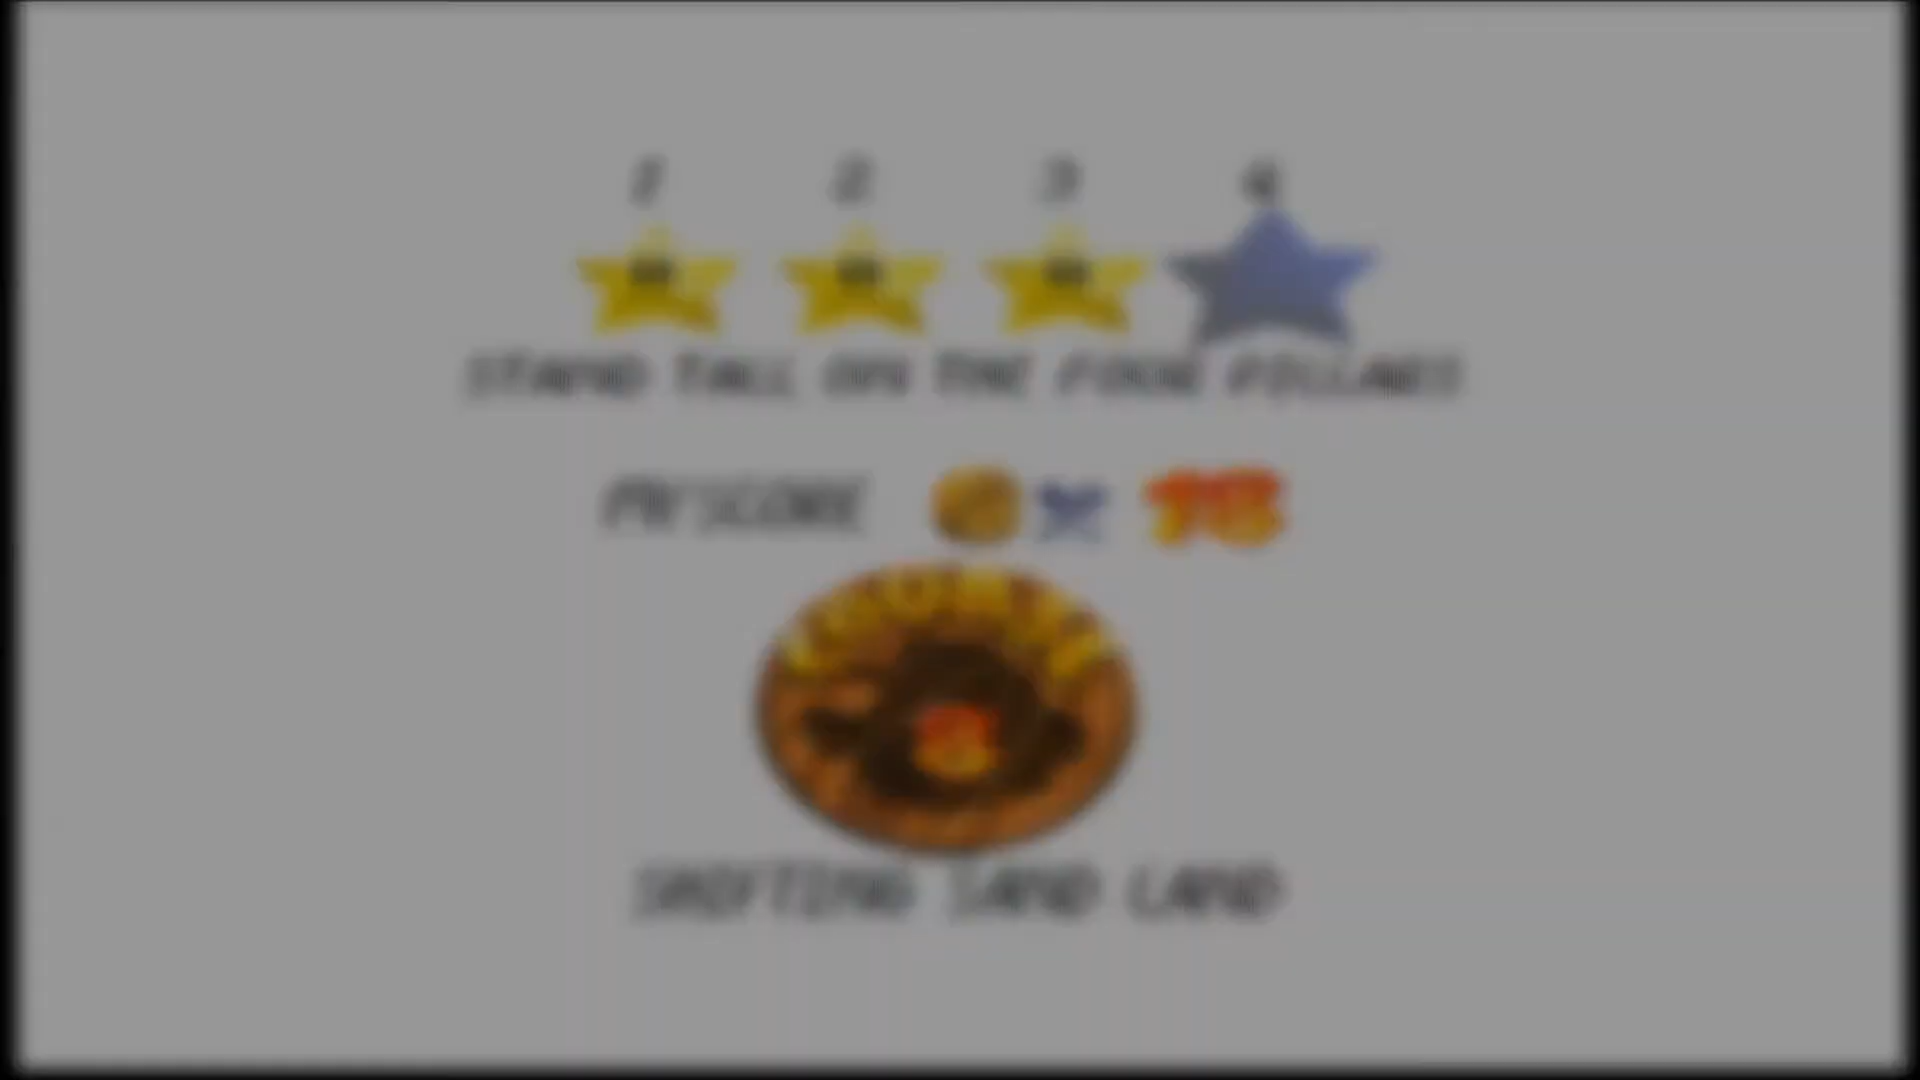 1 2 3 4
STAND TALL ON THE FOUR PILLARS
MY SCORE
SHIFTING SAND LAND